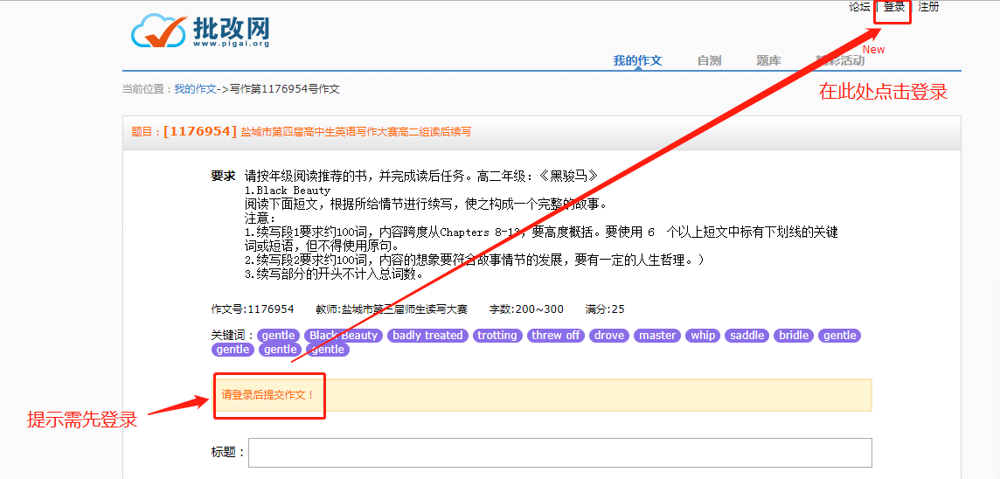 论坛 | 登录 | 注册
批改网
www.pigai.org
New
我的作文 自测 题库 精彩活动
在此处点击登录
当前位置：我的作文->写作第1176954号作文
题目：[1176954] 盐城市第四届高中生英语写作大赛高二组读后续写
要求 请按年级阅读推荐的书，并完成读后任务。高二年级：《黑骏马》
1.Black Beauty
阅读下面短文，根据所给情节进行续写，使之构成一个完整的故事。
注意：
1.续写段1要求约100词，内容跨度从Chapters 8-13，要高度概括。要使用 6 个以上短文中标有下划线的关键
词或短语，但不得使用原句。
2.续写段2要求约100词，内容的想象要符合故事情节的发展，要有一定的人生哲理。）
3.续写部分的开头不计入总词数。
作文号:1176954 教师:盐城市第三届师生读写大赛 字数:200~300 满分:25
关键词： gentle Black Beauty badly treated trotting threw off drove master whip saddle bridle gentle
gentle gentle gentle
请登录后提交作文！
提示需先登录
标题：